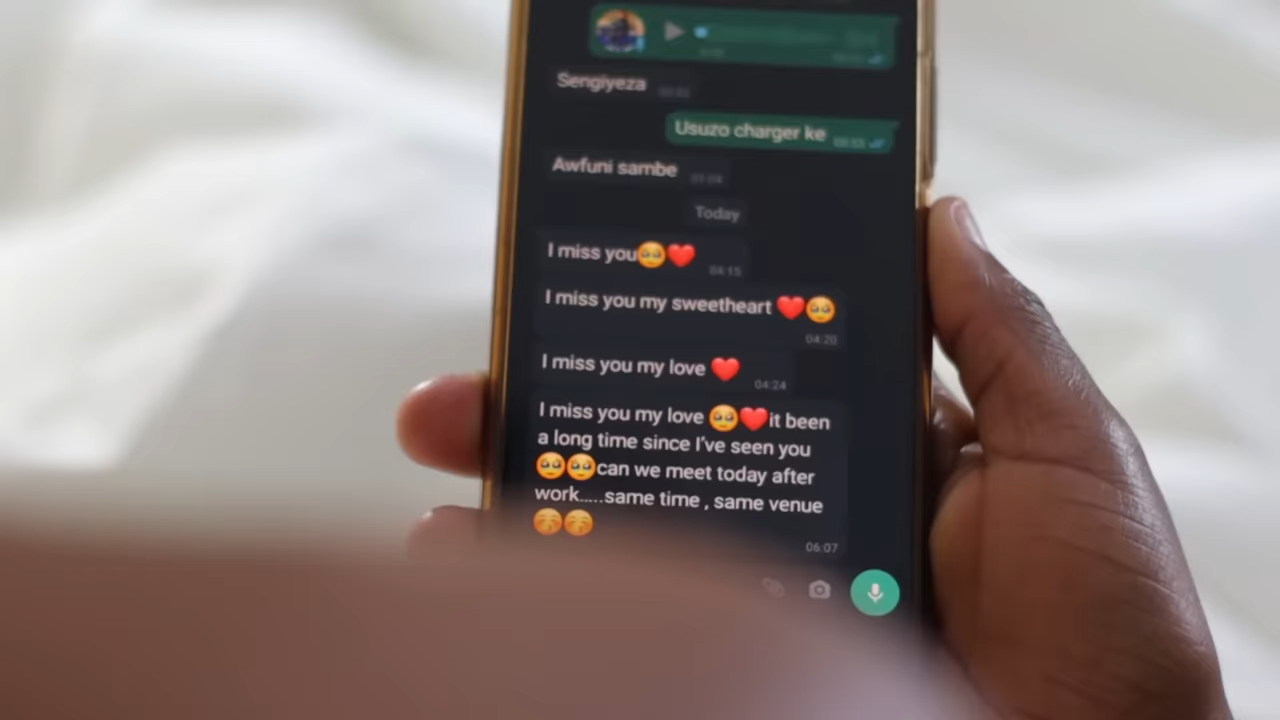 Sengiyeza
Usuzo charger ke
Awfuni sambe
Today
I miss you🥹❤️
04:15
I miss you my sweetheart ❤️🥹
04:20
I miss you my love ❤️
04:24
I miss you my love 🥹❤️it been
a long time since I've seen you
🥹🥹can we meet today after
work.....same time , same venue
😚😚
06:07